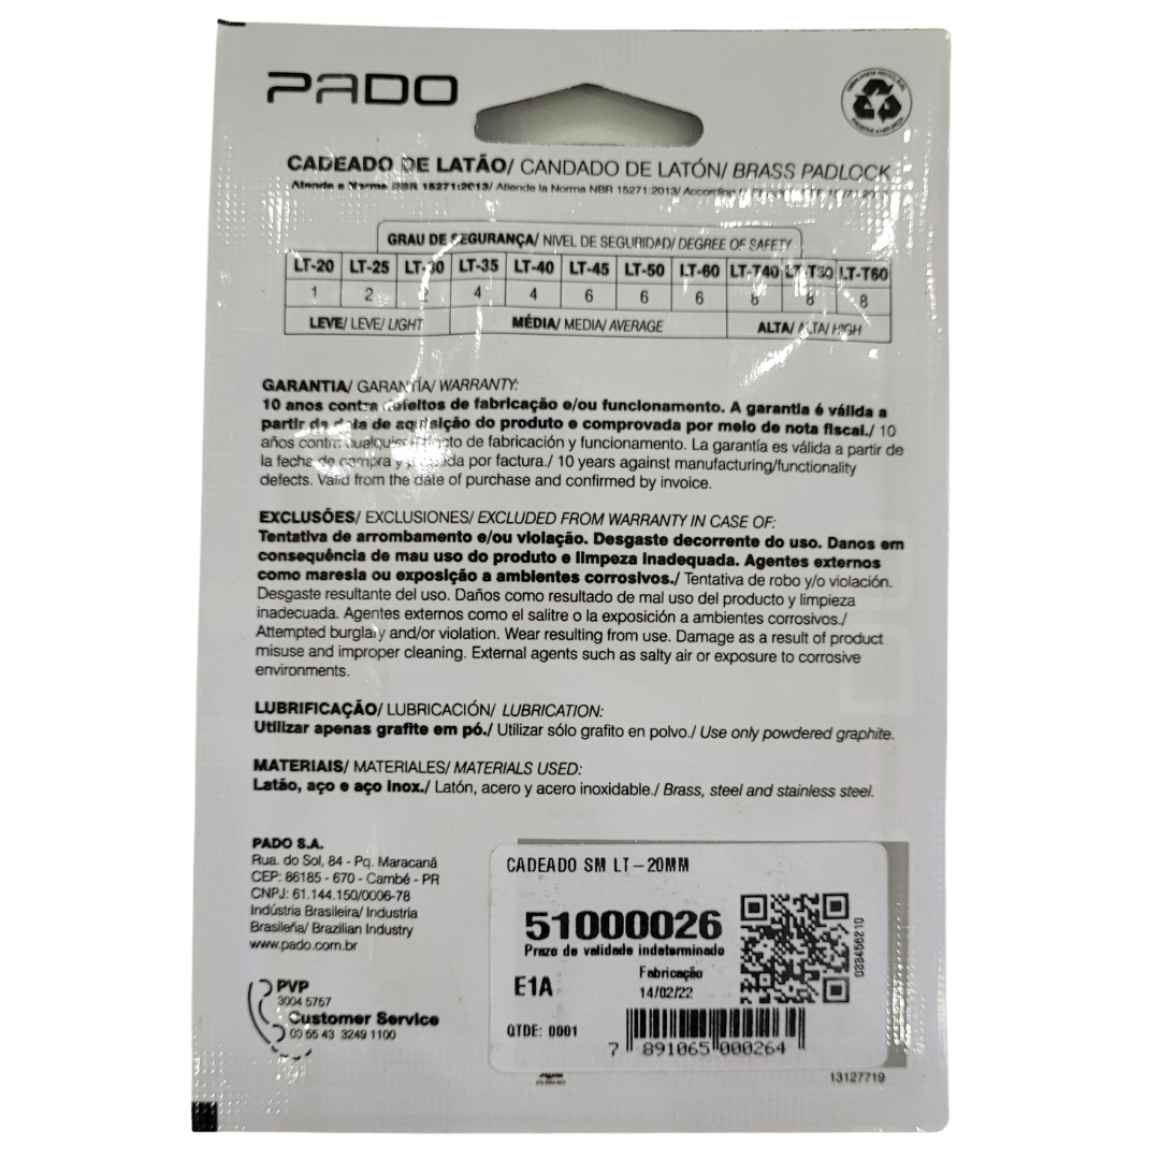 PADO
CADEADO DE LATÃO/ CANDADO DE LATÓN/ BRASS PADLOCK
Atende a Norma NBR 15271:2013/ Atiende la Norma NBR 15271:2013/ According
GRAU DE SEGURANÇA/ NIVEL DE SEGURIDAD/ DEGREE OF SAFETY
LT-20 LT-25 LT-30 LT-35 LT-40 LT-45 LT-50 LT-60 LT-T40 LT-T50 LT-T60
1 2 2 4 4 6 6 6 8 8 8
LEVE/ LEVE/ LIGHT MÉDIA/ MEDIA/ AVERAGE ALTA/ ALTA/ HIGH
GARANTIA/ GARANTÍA/ WARRANTY:
10 anos contra defeitos de fabricação e/ou funcionamento. A garantia é válida a
partir da data de aquisição do produto e comprovada por meio de nota fiscal./ 10
años contra cualquier defecto de fabricación y funcionamento. La garantía es válida a partir de
la fecha de compra y probada por factura./ 10 years against manufacturing/functionality
defects. Valid from the date of purchase and confirmed by invoice.
EXCLUSÕES/ EXCLUSIONES/ EXCLUDED FROM WARRANTY IN CASE OF:
Tentativa de arrombamento e/ou violação. Desgaste decorrente do uso. Danos em
consequência de mau uso do produto e limpeza inadequada. Agentes externos
como maresia ou exposição a ambientes corrosivos./ Tentativa de robo y/o violación.
Desgaste resultante del uso. Daños como resultado de mal uso del producto y limpieza
inadecuada. Agentes externos como el salitre o la exposición a ambientes corrosivos./
Attempted burglary and/or violation. Wear resulting from use. Damage as a result of product
misuse and improper cleaning. External agents such as salty air or exposure to corrosive
environments.
LUBRIFICAÇÃO/ LUBRICACIÓN/ LUBRICATION:
Utilizar apenas grafite em pó./ Utilizar sólo grafito en polvo./ Use only powdered graphite.
MATERIAIS/ MATERIALES/ MATERIALS USED:
Latão, aço e aço inox./ Latón, acero y acero inoxidable./ Brass, steel and stainless steel.
PADO S.A.
Rua. do Sol, 84 - Pq. Maracanã
CEP: 86185 - 670 - Cambé - PR
CNPJ: 61.144.150/0006-78
Indústria Brasileira/ Industria
Brasileña/ Brazilian Industry
www.pado.com.br
PVP
3004 5757
Customer Service
00 55 43 3249 1100
CADEADO SM LT-20MM
51000026
Prazo de validade indeterminado
E1A
Fabricação
14/02/22
QTDE: 0001
033456210
7 891065 000264
13127719